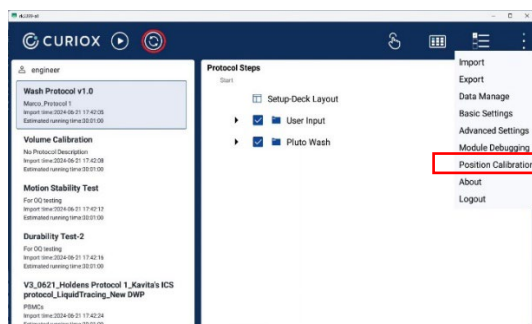 CURIOX
engineer
Wash Protocol v1.0
Marco_Protocol 1
Import time:2024-06-21 17:42:05
Estimated running time:00:01:00
Volume Calibration
No Protocol Description
Import time:2024-06-21 17:42:08
Estimated running time:00:01:00
Motion Stability Test
For OQ testing
Import time:2024-06-21 17:42:12
Estimated running time:00:01:00
Durability Test-2
For OQ testing
Import time:2024-06-21 17:42:16
Estimated running time:00:01:00
V3_0621_Holdens Protocol 1_Kavita's ICS
protocol_LiquidTracing_New DWP
PBMCs
Import time:2024-06-21 17:42:24
Protocol Steps
Start
Setup-Deck Layout
User Input
Pluto Wash
Import
Export
Data Manage
Basic Settings
Advanced Settings
Module Debugging
Position Calibration
About
Logout